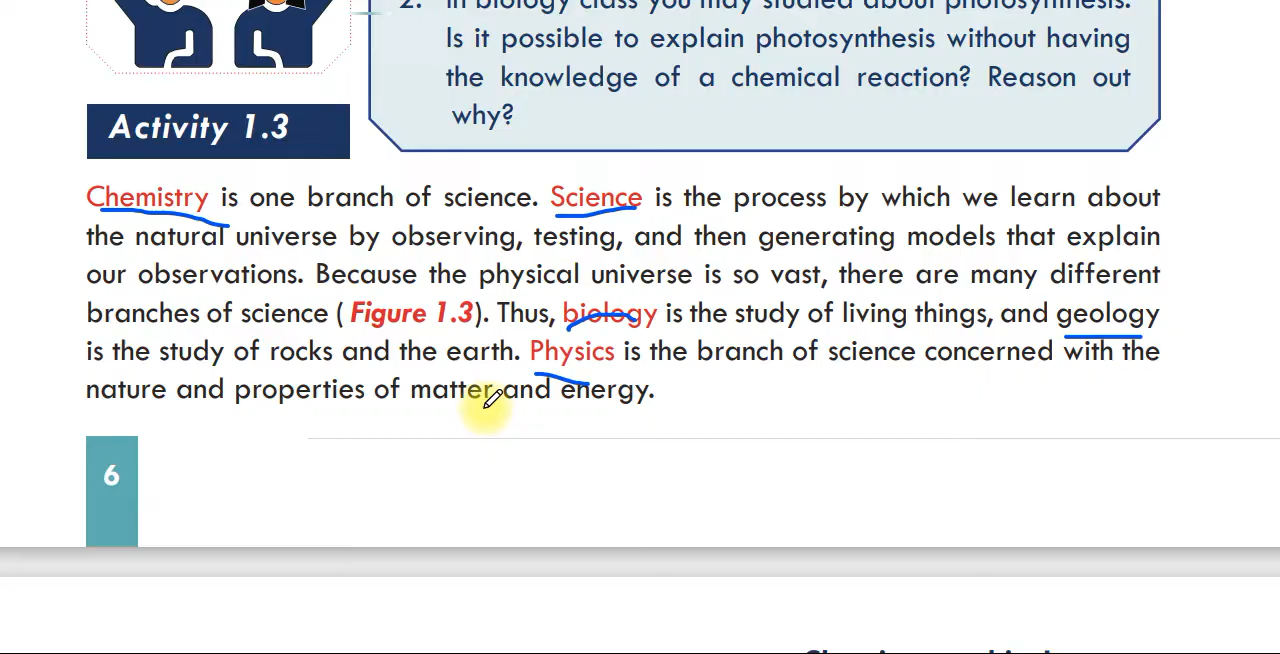 2. In biology class you may studied about photosynthesis.
Is it possible to explain photosynthesis without having
the knowledge of a chemical reaction? Reason out
why?
Activity 1.3
Chemistry is one branch of science. Science is the process by which we learn about
the natural universe by observing, testing, and then generating models that explain
our observations. Because the physical universe is so vast, there are many different
branches of science ( Figure 1.3). Thus, biology is the study of living things, and geology
is the study of rocks and the earth. Physics is the branch of science concerned with the
nature and properties of matter and energy.
6